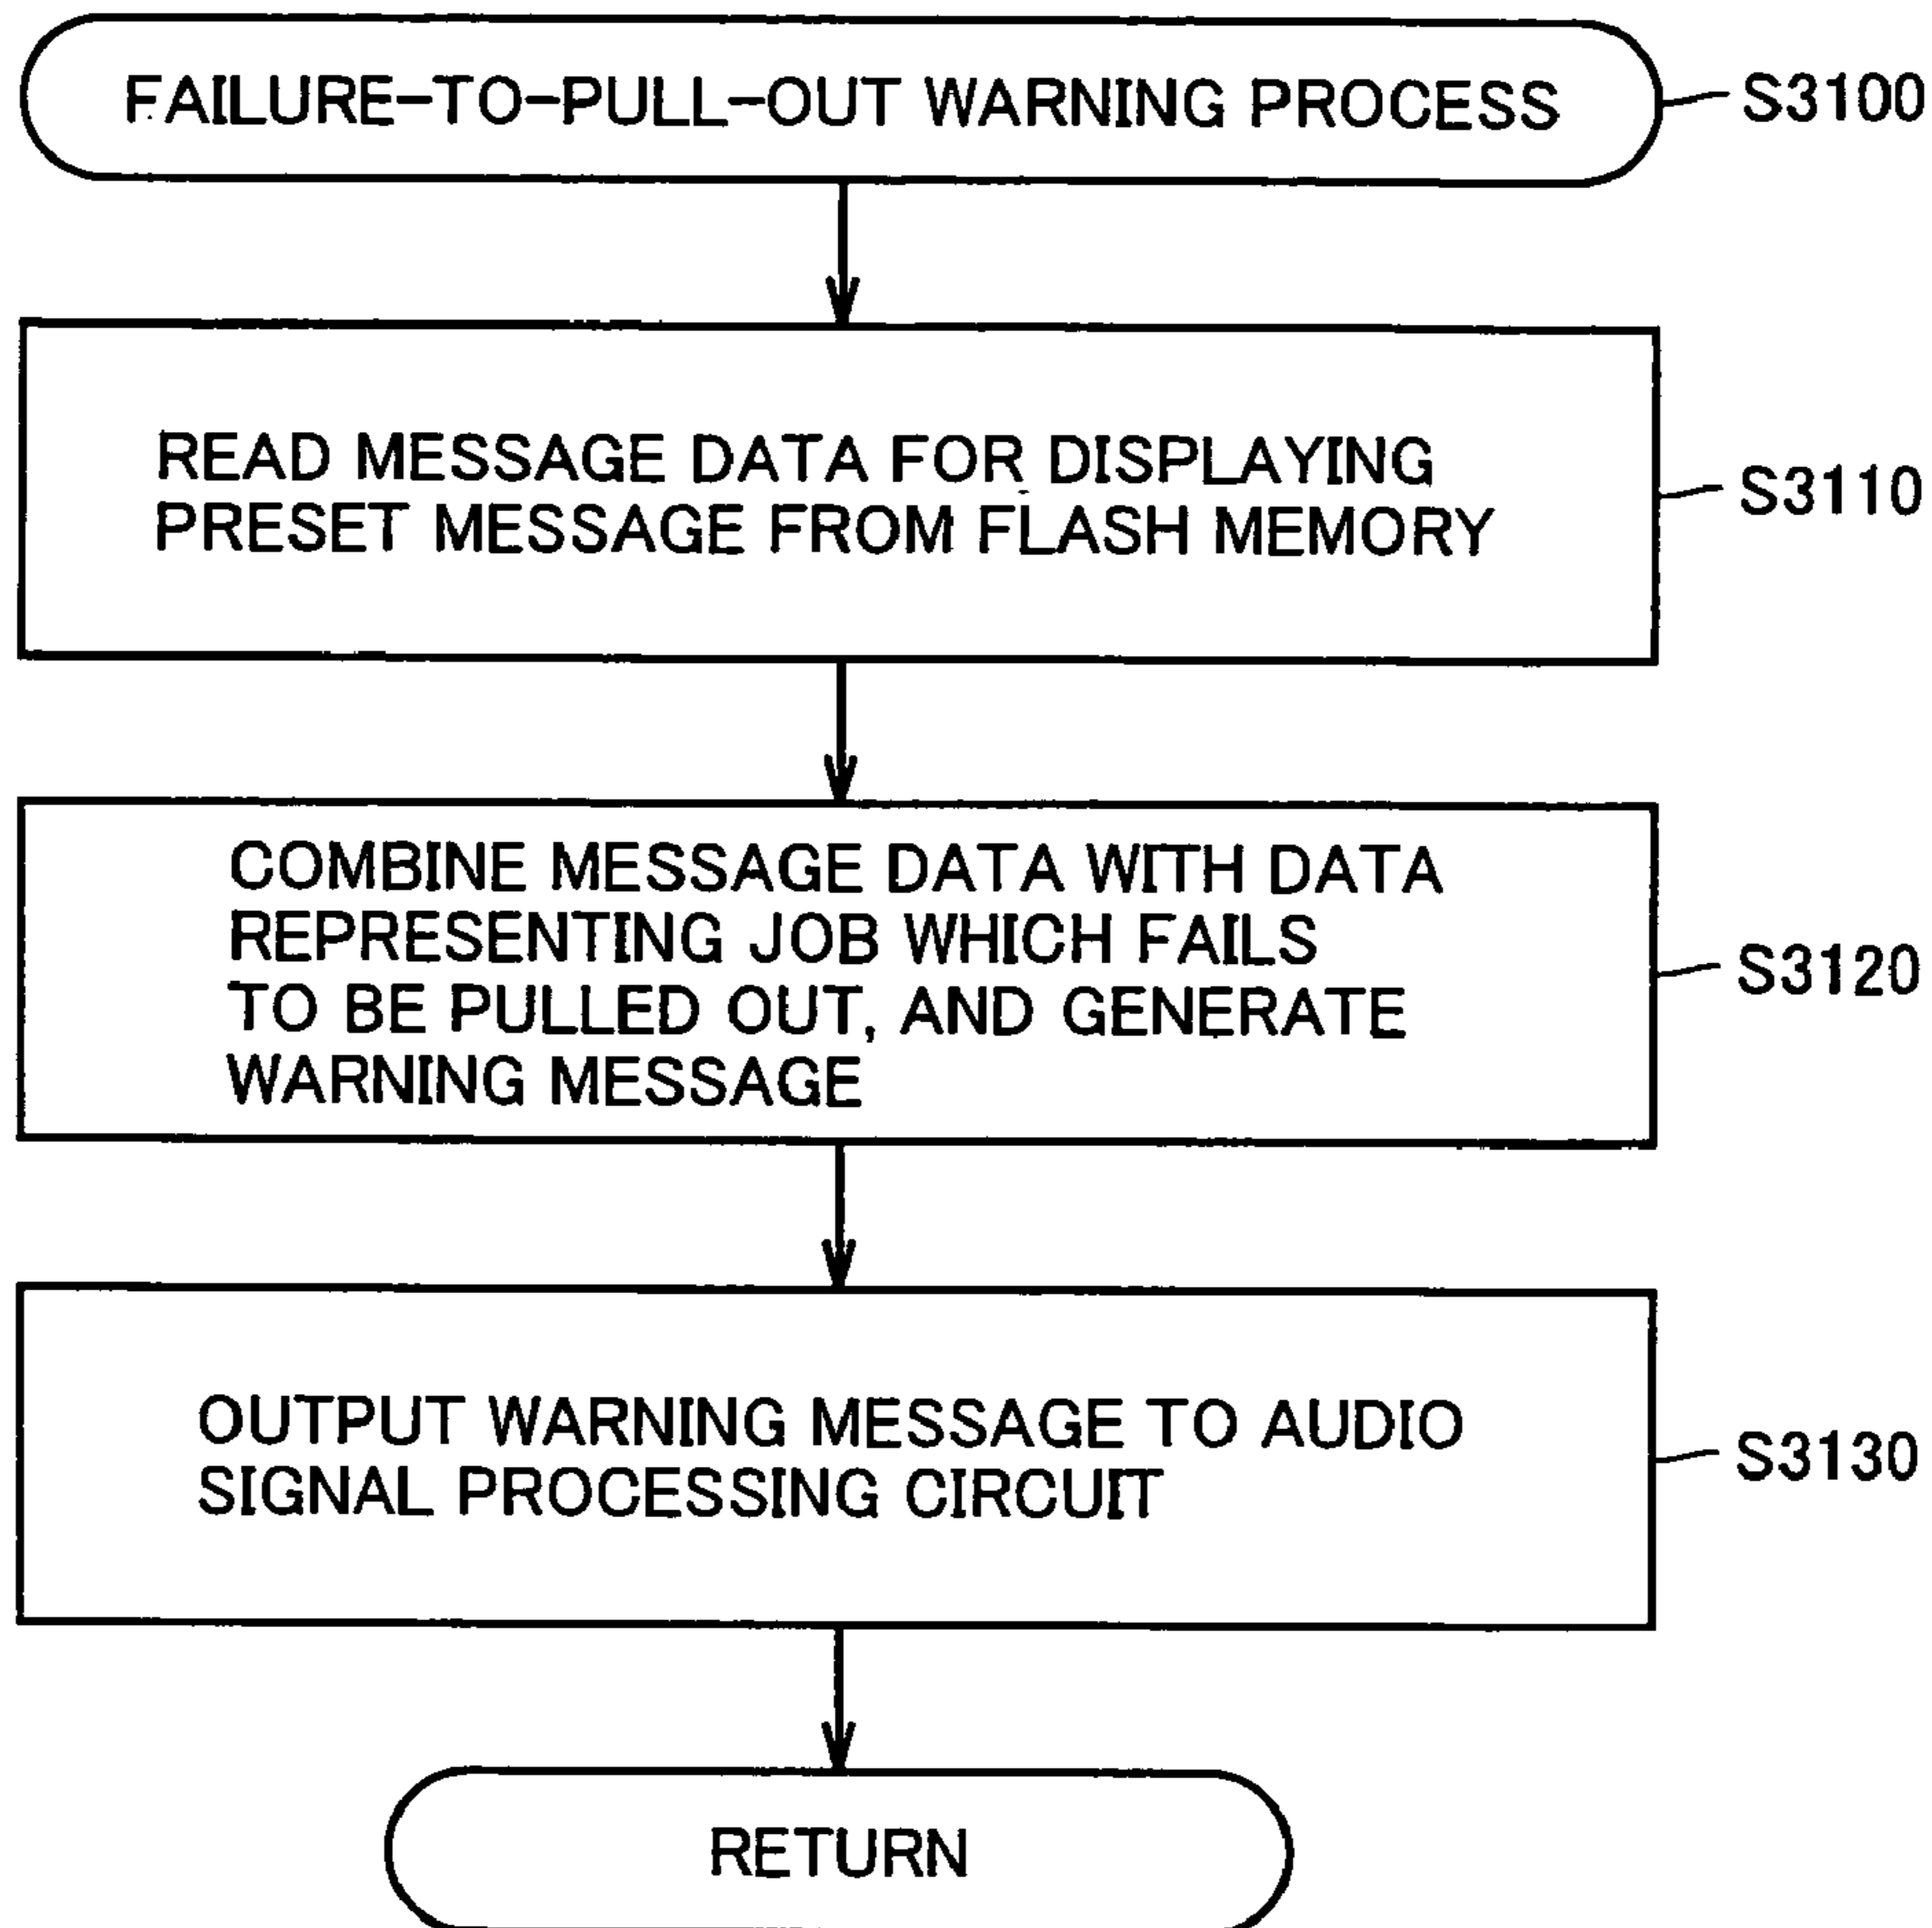 FAILURE-TO-PULL-OUT WARNING PROCESS
S3100
READ MESSAGE DATA FOR DISPLAYING
PRESET MESSAGE FROM FLASH MEMORY
S3110
COMBINE MESSAGE DATA WITH DATA
REPRESENTING JOB WHICH FAILS
TO BE PULLED OUT, AND GENERATE
WARNING MESSAGE
S3120
OUTPUT WARNING MESSAGE TO AUDIO
SIGNAL PROCESSING CIRCUIT
S3130
RETURN